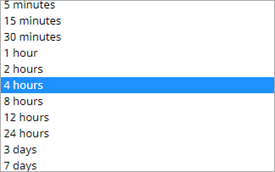 5 minutes
15 minutes
30 minutes
1 hour
2 hours
4 hours
8 hours
12 hours
24 hours
3 days
7 days